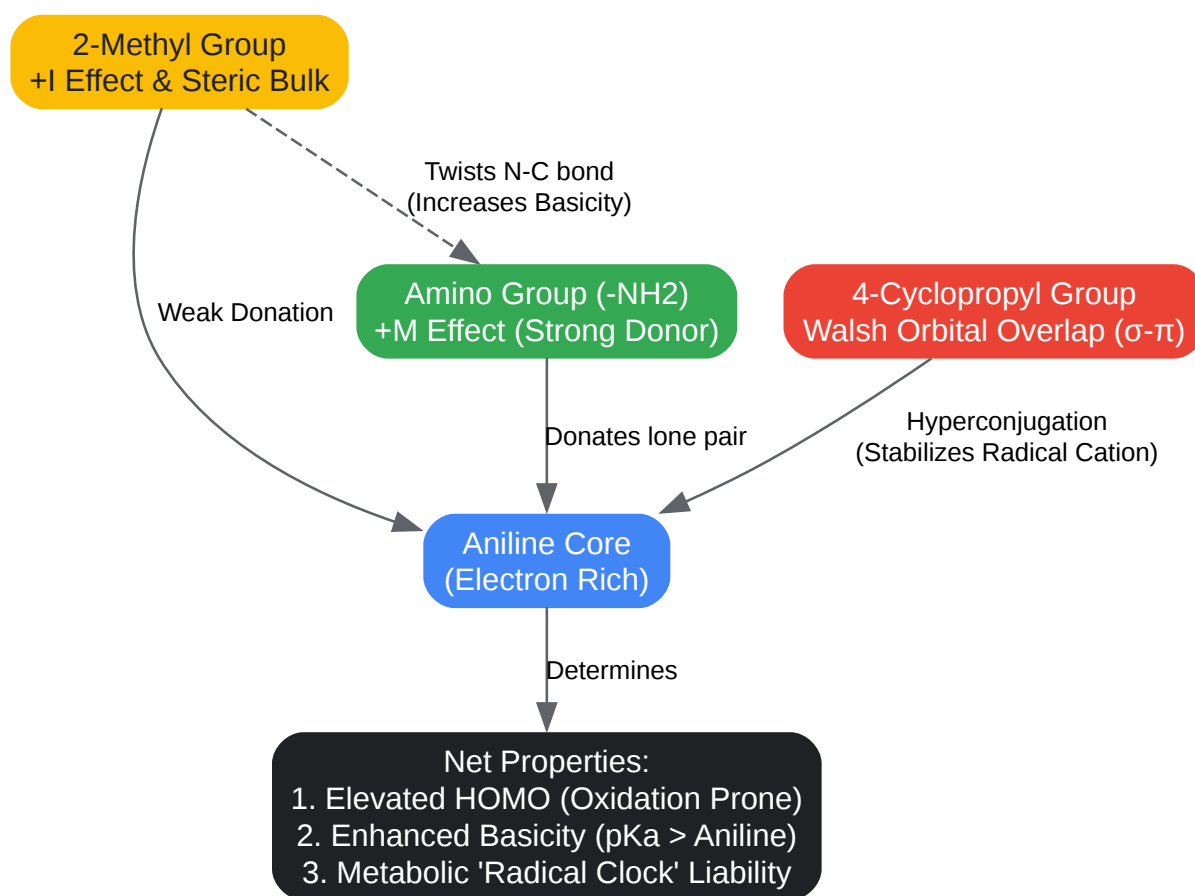 2-Methyl Group
+I Effect & Steric Bulk
Twists N-C bond
(Increases Basicity)
Amino Group (-NH2)
+M Effect (Strong Donor)
4-Cyclopropyl Group
Walsh Orbital Overlap (σ-π)
Weak Donation
Donates lone pair
Hyperconjugation
(Stabilizes Radical Cation)
Aniline Core
(Electron Rich)
Determines
Net Properties:
1. Elevated HOMO (Oxidation Prone)
2. Enhanced Basicity (pKa > Aniline)
3. Metabolic 'Radical Clock' Liability